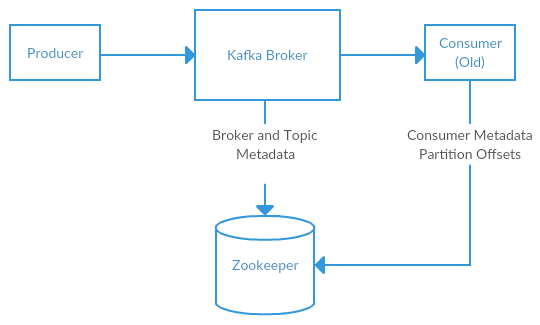 Producer
Kafka Broker
Consumer
(Old)
Broker and Topic
Metadata
Consumer Metadata
Partition Offsets
Zookeeper